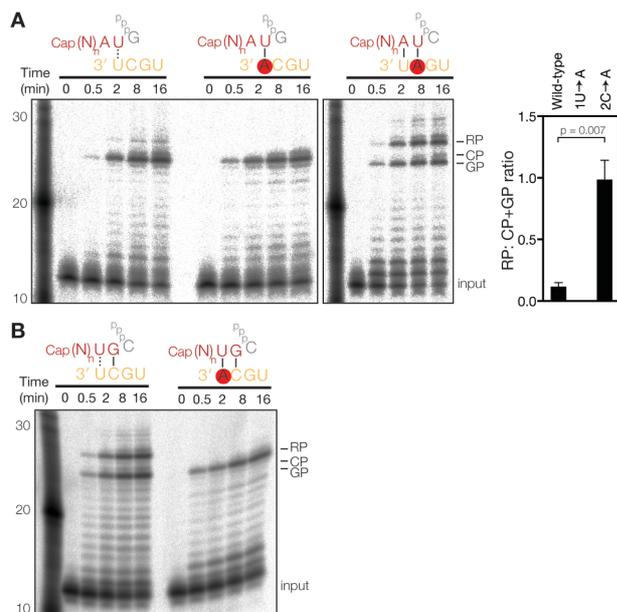 A
p p p G
p p p G
p p p C
Cap (N)n A U
Cap (N)n A U
Cap (N)n A U
3′ U C G U
3′ A C G U
3′ U A G U
Time (min)
0 0.5 2 8 16
0 0.5 2 8 16
0 0.5 2 8 16
30
20
10
RP
CP
GP
input
Wild-type
1U→A
2C→A
p = 0.007
RP: CP+GP ratio
1.5
1.0
0.5
0.0
B
p p p C
p p p C
Cap (N)n U G
Cap (N)n U G
3′ U C G U
3′ A C G U
Time (min)
0 0.5 2 8 16
0 0.5 2 8 16
30
20
10
RP
CP
GP
input